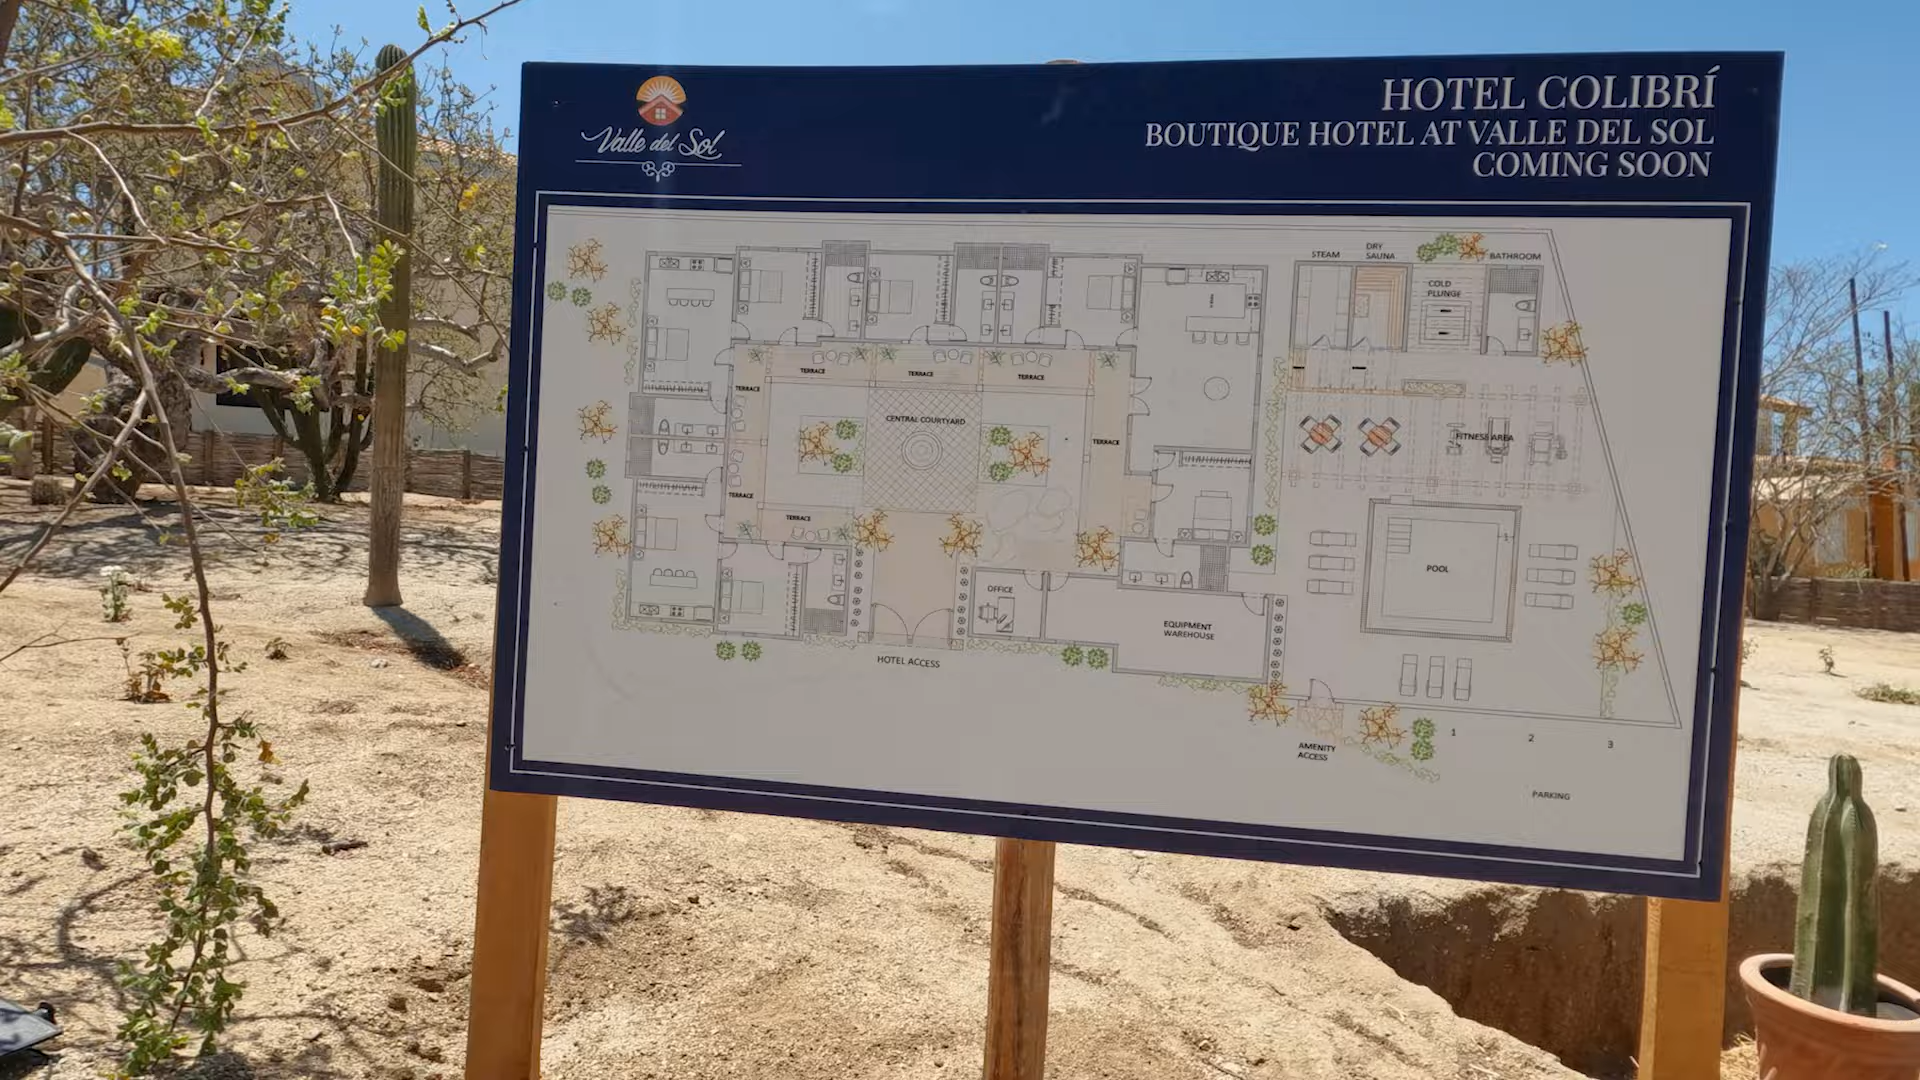 Valle del Sol
HOTEL COLIBRÍ
BOUTIQUE HOTEL AT VALLE DEL SOL
COMING SOON
STEAM
DRY
SAUNA
BATHROOM
COLD
PLUNGE
TERRACE
TERRACE
TERRACE
TERRACE
CENTRAL COURTYARD
TERRACE
FITNESS AREA
TERRACE
TERRACE
POOL
OFFICE
EQUIPMENT
WAREHOUSE
HOTEL ACCESS
1
2
3
AMENITY
ACCESS
PARKING